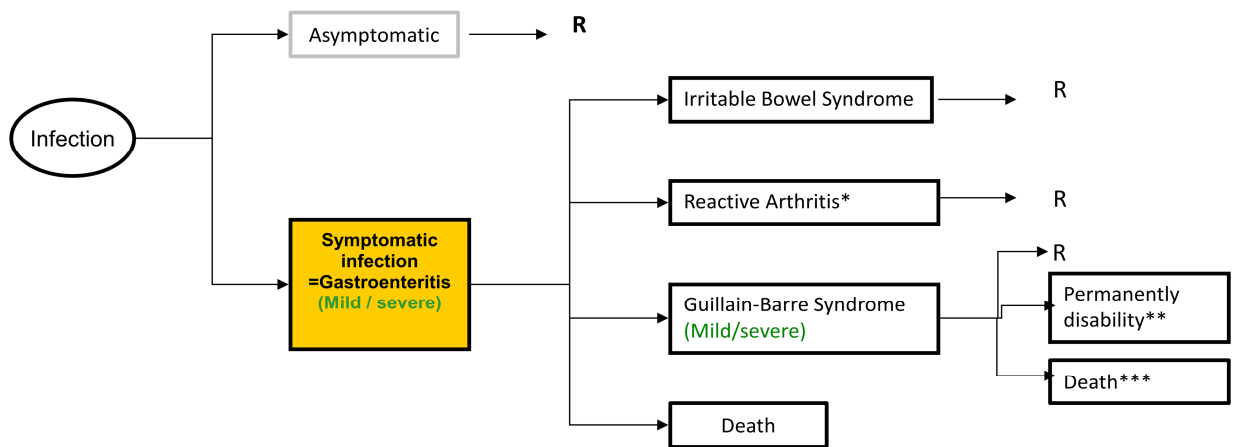 Asymptomatic
R
Infection
Symptomatic
infection
=Gastroenteritis
(Mild / severe)
Irritable Bowel Syndrome
R
Reactive Arthritis*
R
Guillain-Barre Syndrome
(Mild/severe)
R
Permanently
disability**
Death***
Death